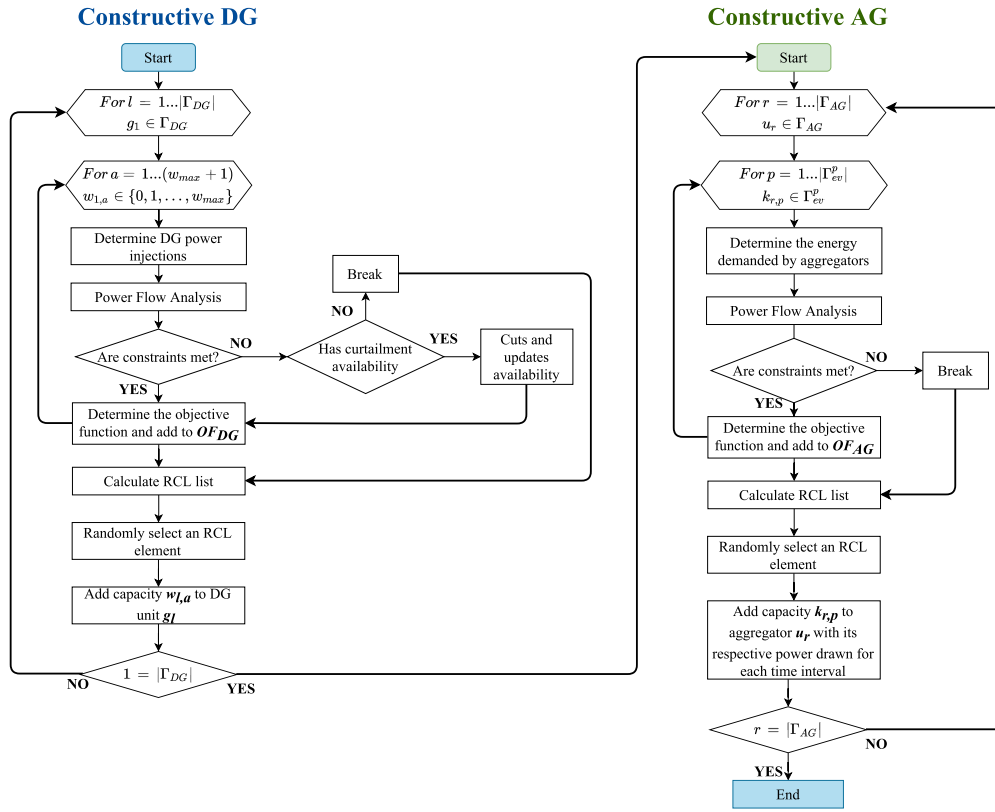 Constructive DG
Start
For l = 1...|Γ_DG|
g_1 ∈ Γ_DG
For a = 1...(w_max + 1)
w_1,a ∈ {0, 1, ..., w_max}
Determine DG power
injections
Power Flow Analysis
Are constraints met?
NO
YES
Has curtailment
availability
NO
YES
Break
Cuts and
updates
availability
Determine the objective
function and add to OF_DG
Calculate RCL list
Randomly select an RCL
element
Add capacity w_l,a to DG
unit g_l
1 = |Γ_DG|
NO
YES
Constructive AG
Start
For r = 1...|Γ_AG|
u_r ∈ Γ_AG
For p = 1...|Γ^p_ev|
k_r,p ∈ Γ^p_ev
Determine the energy
demanded by aggregators
Power Flow Analysis
Are constraints met?
NO
YES
Break
Determine the objective
function and add to OF_AG
Calculate RCL list
Randomly select an RCL
element
Add capacity k_r,p to
aggregator u_r with its
respective power drawn for
each time interval
r = |Γ_AG|
NO
YES
End